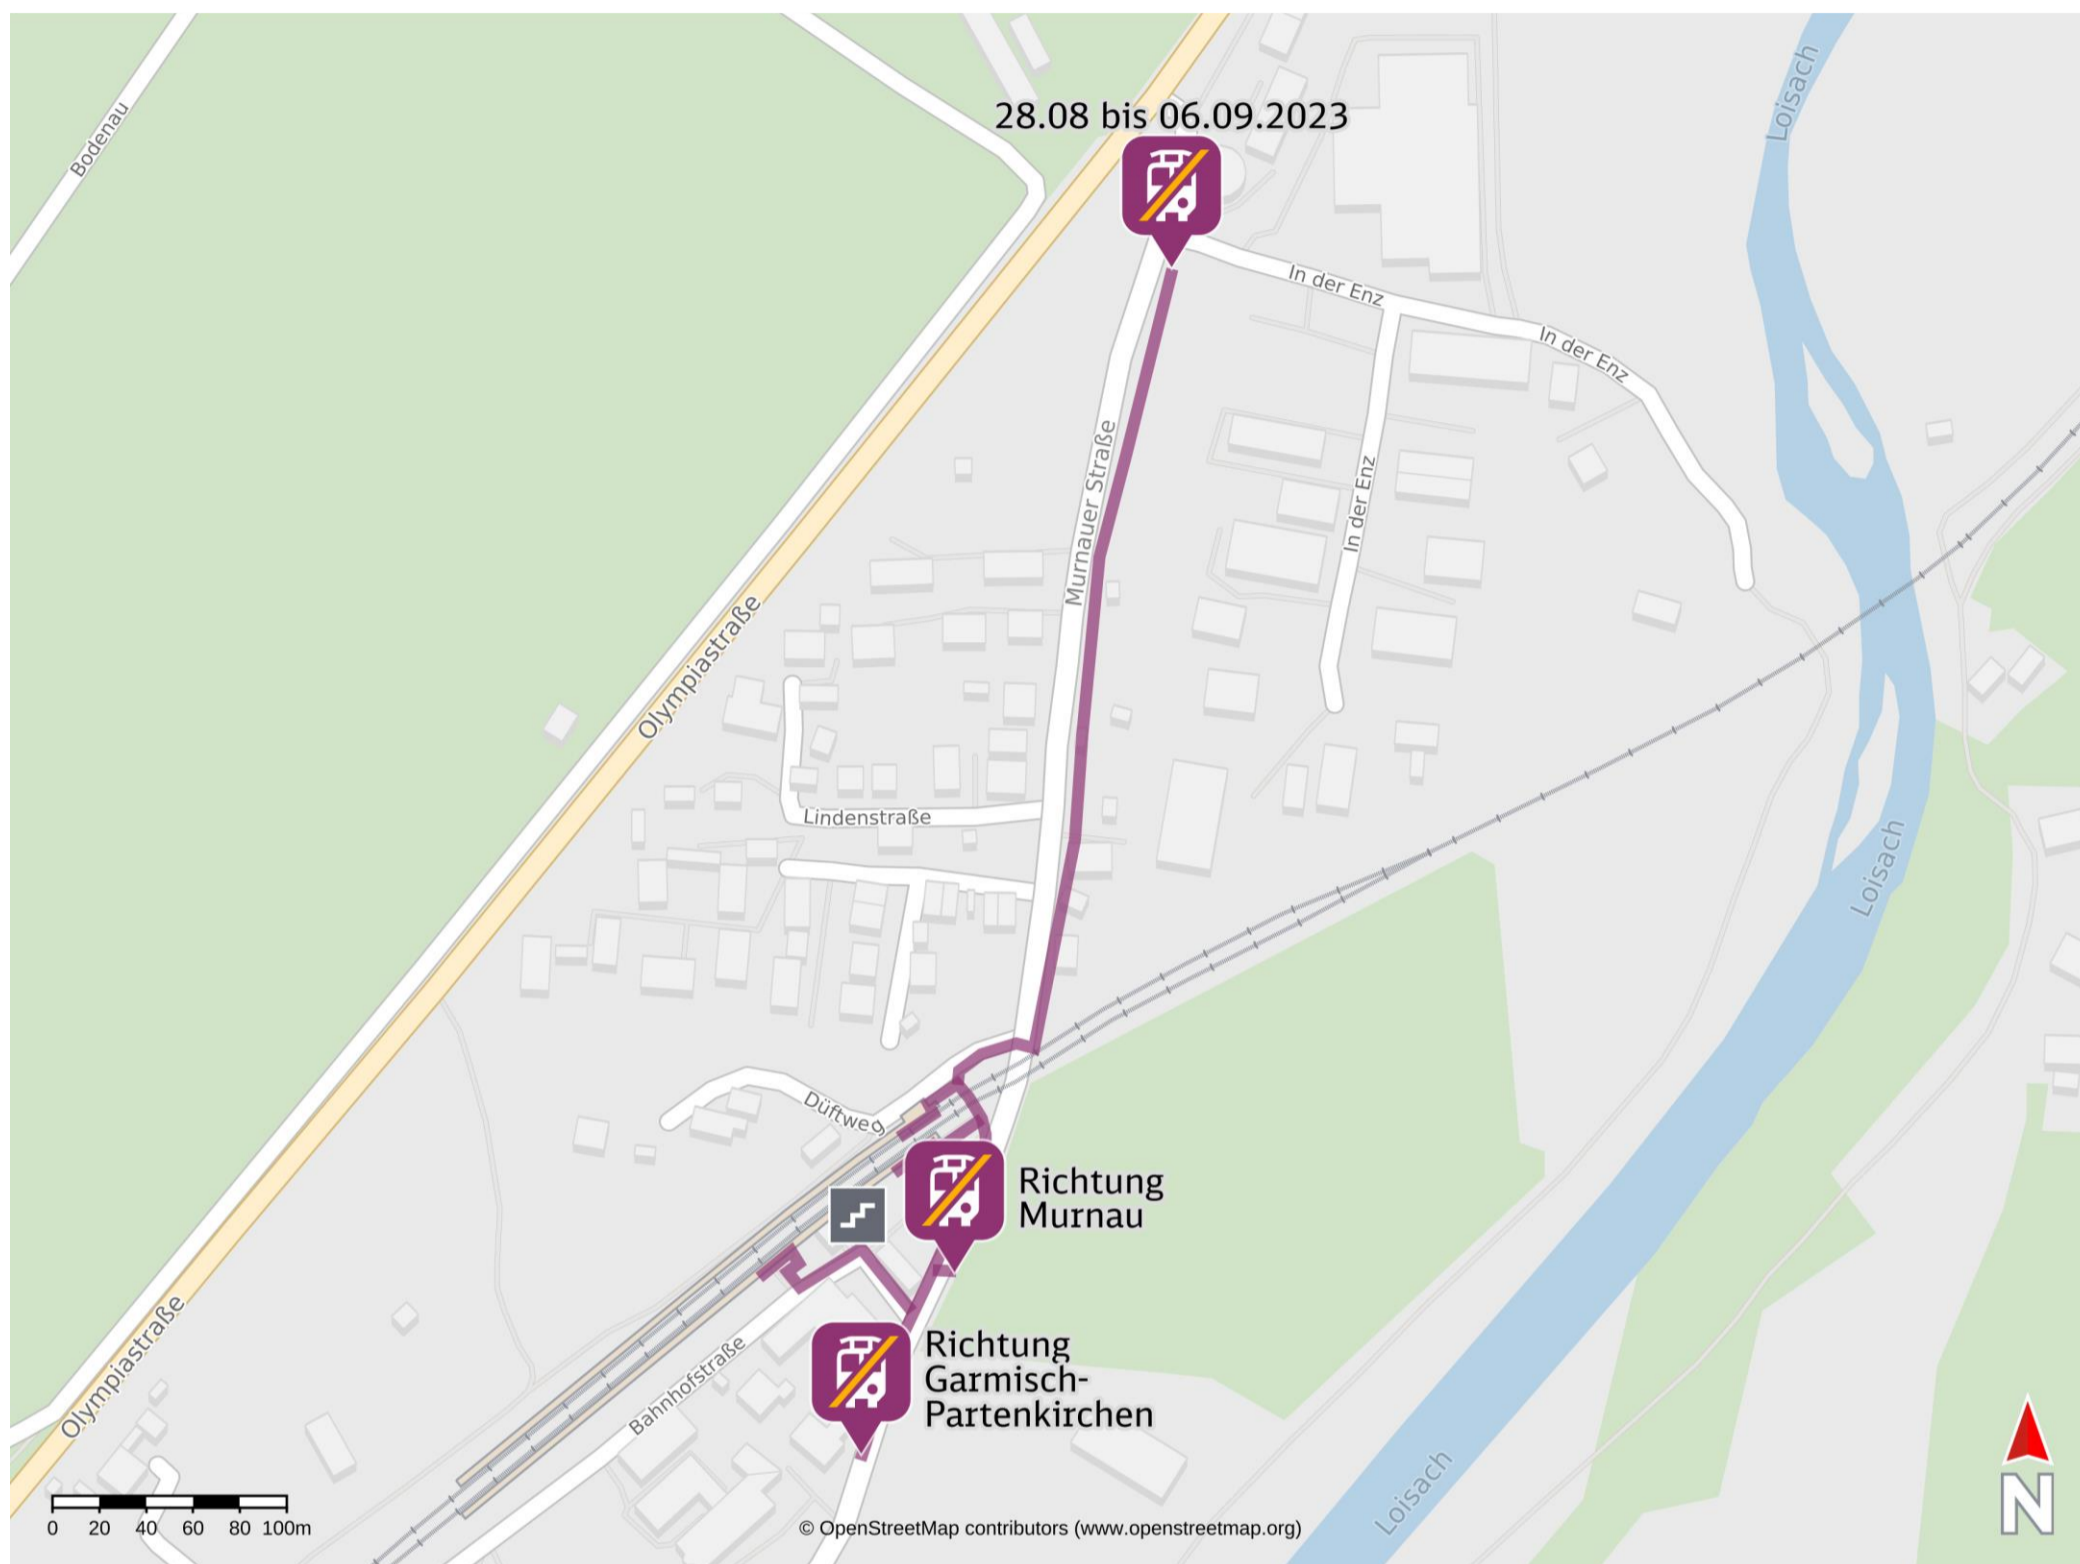 Bodenau
28.08 bis 06.09.2023
Loisach
In der Enz
In der Enz
Murnauer Straße
In der Enz
Olympiastraße
Lindenstraße
Loisach
Düftweg
Richtung
Murnau
Richtung
Garmisch-
Partenkirchen
Olympiastraße
Bahnhofstraße
Loisach
N
0 20 40 60 80 100m
© OpenStreetMap contributors (www.openstreetmap.org)